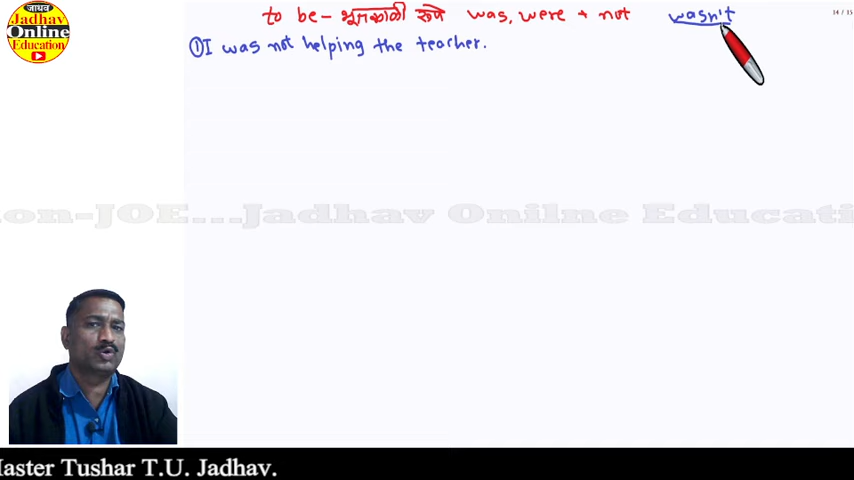 जाधव
Jadhav
Online
Education
to be - भूतकाळी रूपे was, were + not wasn't
14 / 15
① I was not helping the teacher.
on-JOE...Jadhav Onilne Educati
Master Tushar T.U. Jadhav.